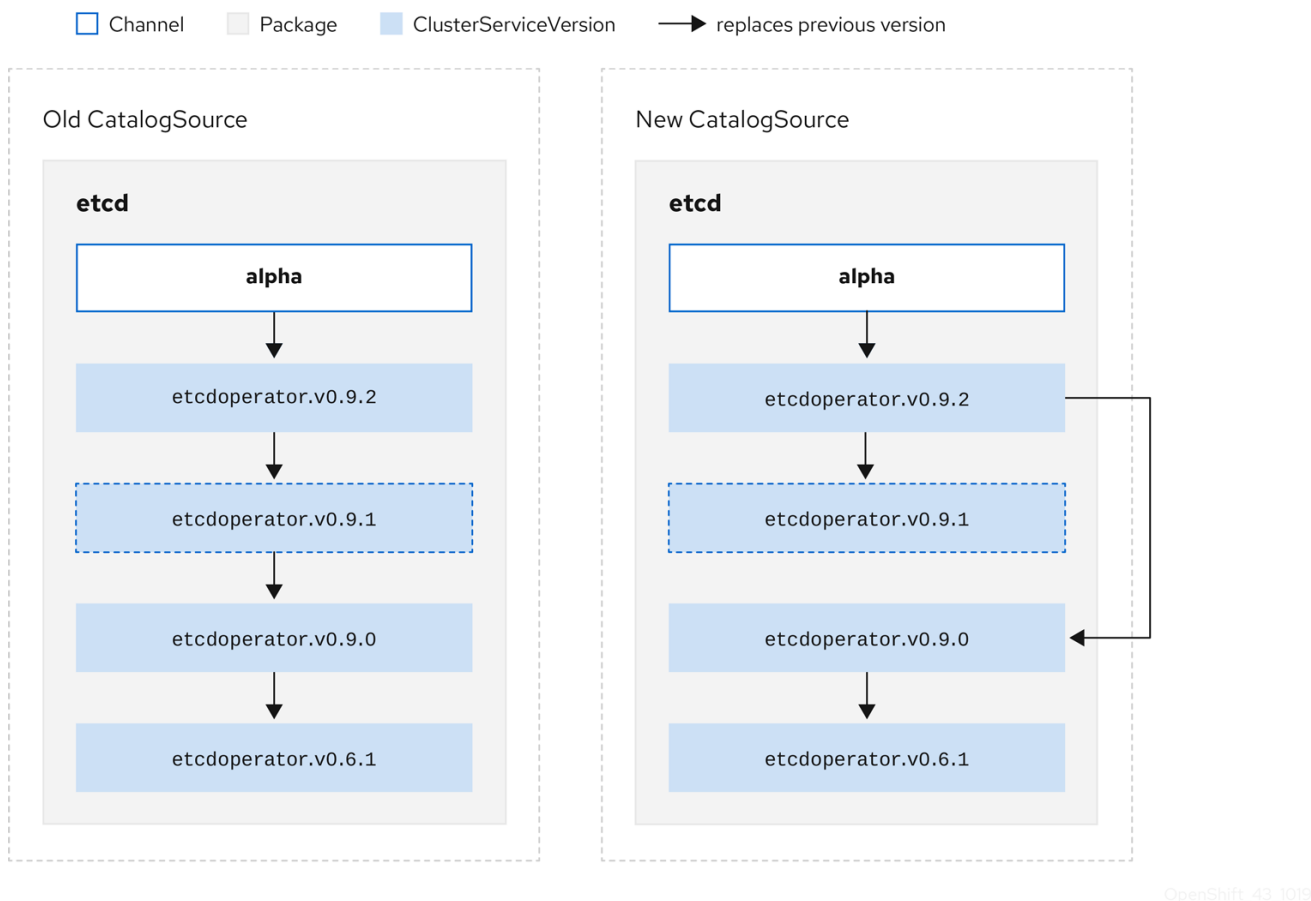 Channel Package ClusterServiceVersion replaces previous version
Old CatalogSource
etcd
alpha
etcdoperator.v0.9.2
etcdoperator.v0.9.1
etcdoperator.v0.9.0
etcdoperator.v0.6.1
New CatalogSource
etcd
alpha
etcdoperator.v0.9.2
etcdoperator.v0.9.1
etcdoperator.v0.9.0
etcdoperator.v0.6.1
OpenShift_43_1019